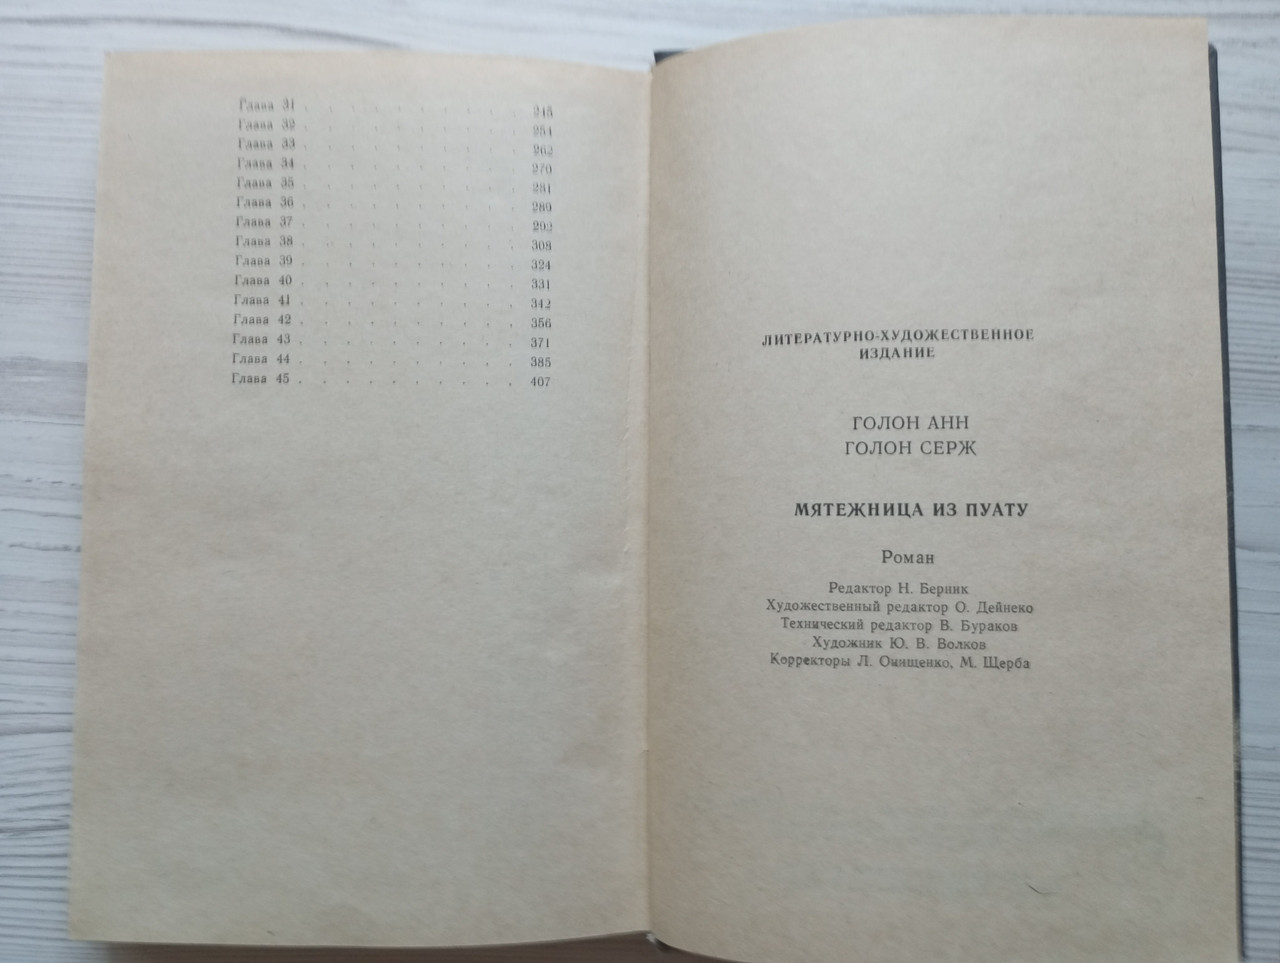 Глава 31 . . . . . . . . . . 245
Глава 32 . . . . . . . . . . 254
Глава 33 . . . . . . . . . . 262
Глава 34 . . . . . . . . . . 270
Глава 35 . . . . . . . . . . 281
Глава 36 . . . . . . . . . . 289
Глава 37 . . . . . . . . . . 292
Глава 38 . . . . . . . . . . 308
Глава 39 . . . . . . . . . . 324
Глава 40 . . . . . . . . . . 331
Глава 41 . . . . . . . . . . 342
Глава 42 . . . . . . . . . . 356
Глава 43 . . . . . . . . . . 371
Глава 44 . . . . . . . . . . 385
Глава 45 . . . . . . . . . . 407
ЛИТЕРАТУРНО-ХУДОЖЕСТВЕННОЕ
ИЗДАНИЕ
ГОЛОН АНН
ГОЛОН СЕРЖ
МЯТЕЖНИЦА ИЗ ПУАТУ
Роман
Редактор Н. Берник
Художественный редактор О. Дейнеко
Технический редактор В. Бураков
Художник Ю. В. Волков
Корректоры Л. Онищенко, М. Щерба